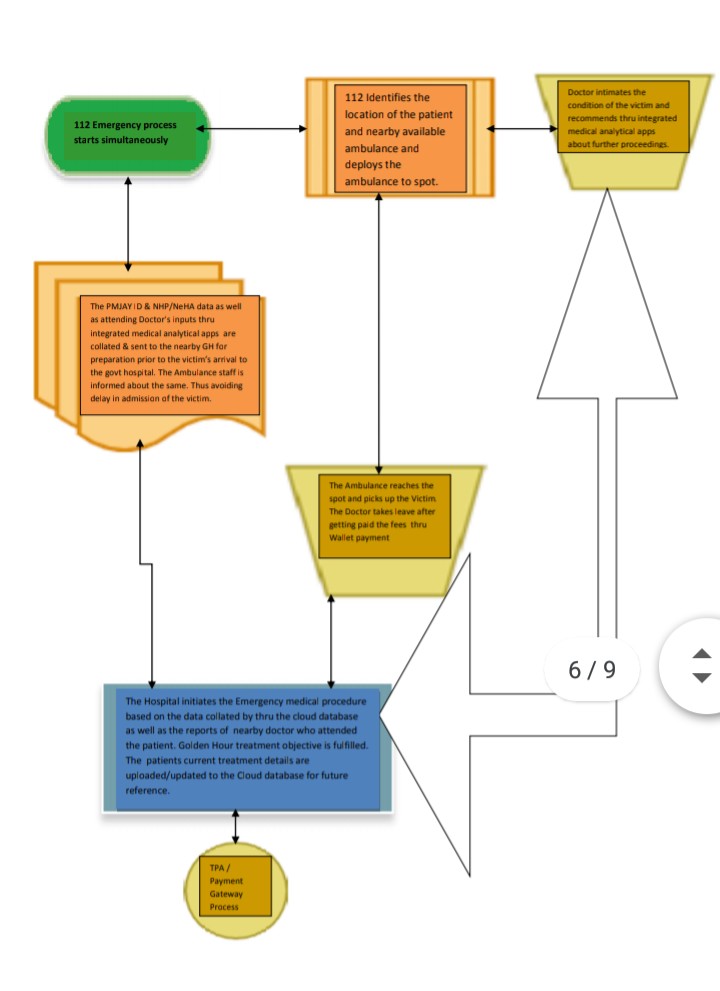 112 Emergency process
starts simultaneously
112 Identifies the
location of the patient
and nearby available
ambulance and
deploys the
ambulance to spot.
Doctor intimates the
condition of the victim and
recommends thru integrated
medical analytical apps
about further proceedings.
The PMJAY ID & NHP/NeHA data as well
as attending Doctor's inputs thru
integrated medical analytical apps are
collated & sent to the nearby GH for
preparation prior to the victim's arrival to
the govt hospital. The Ambulance staff is
informed about the same. Thus avoiding
delay in admission of the victim.
The Ambulance reaches the
spot and picks up the Victim.
The Doctor takes leave after
getting paid the fees thru
Wallet payment
6 / 9
The Hospital initiates the Emergency medical procedure
based on the data collated by thru the cloud database
as well as the reports of nearby doctor who attended
the patient. Golden Hour treatment objective is fulfilled.
The patients current treatment details are
uploaded/updated to the Cloud database for future
reference.
TPA /
Payment
Gateway
Process